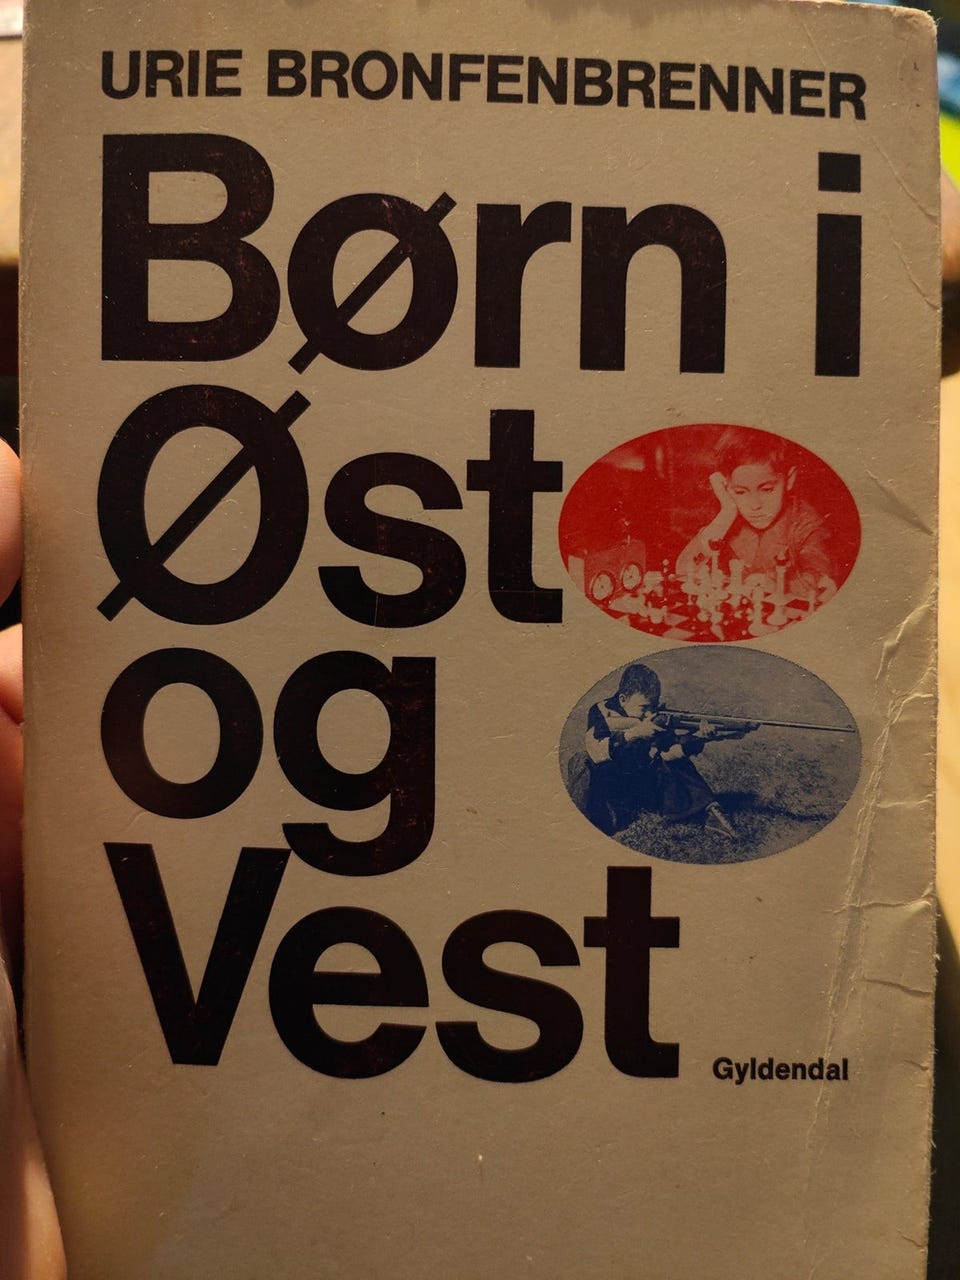 URIE BRONFENBRENNER
Børn i
Øst
og
Vest
Gyldendal